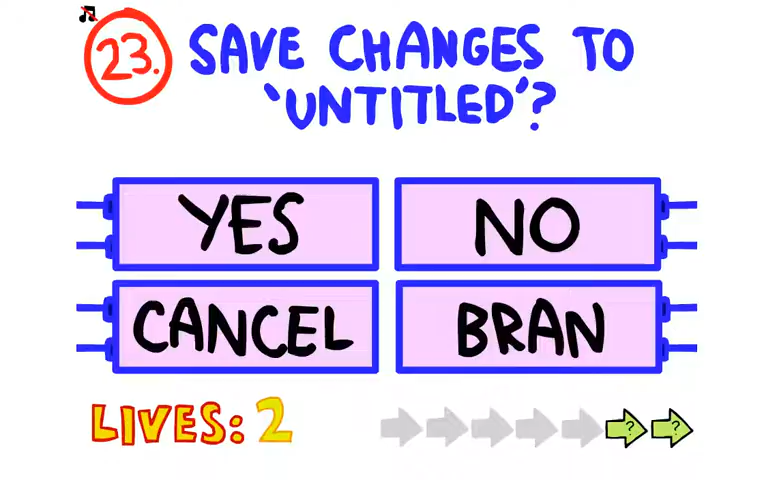 23. SAVE CHANGES TO
'UNTITLED'?
YES NO
CANCEL BRAN
LIVES: 2 ? ?